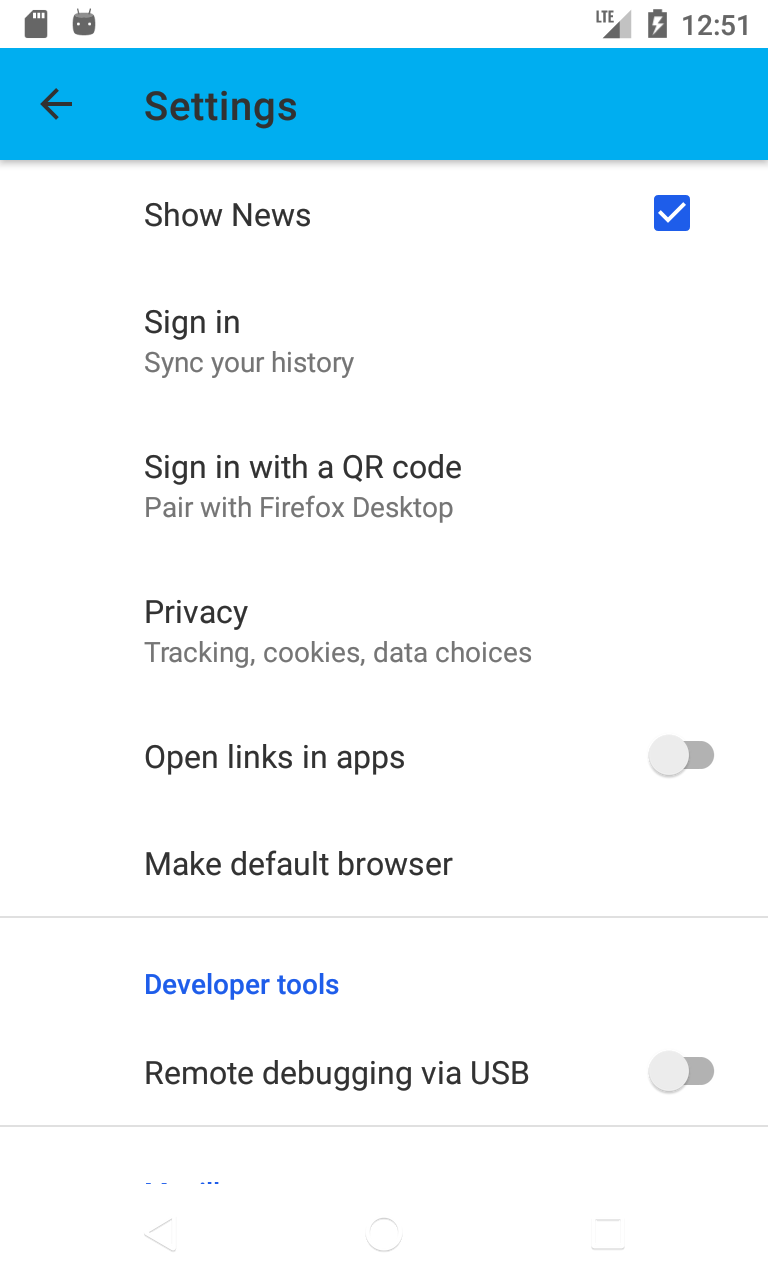 LTE 12:51
Settings
Show News
Sign in
Sync your history
Sign in with a QR code
Pair with Firefox Desktop
Privacy
Tracking, cookies, data choices
Open links in apps
Make default browser
Developer tools
Remote debugging via USB